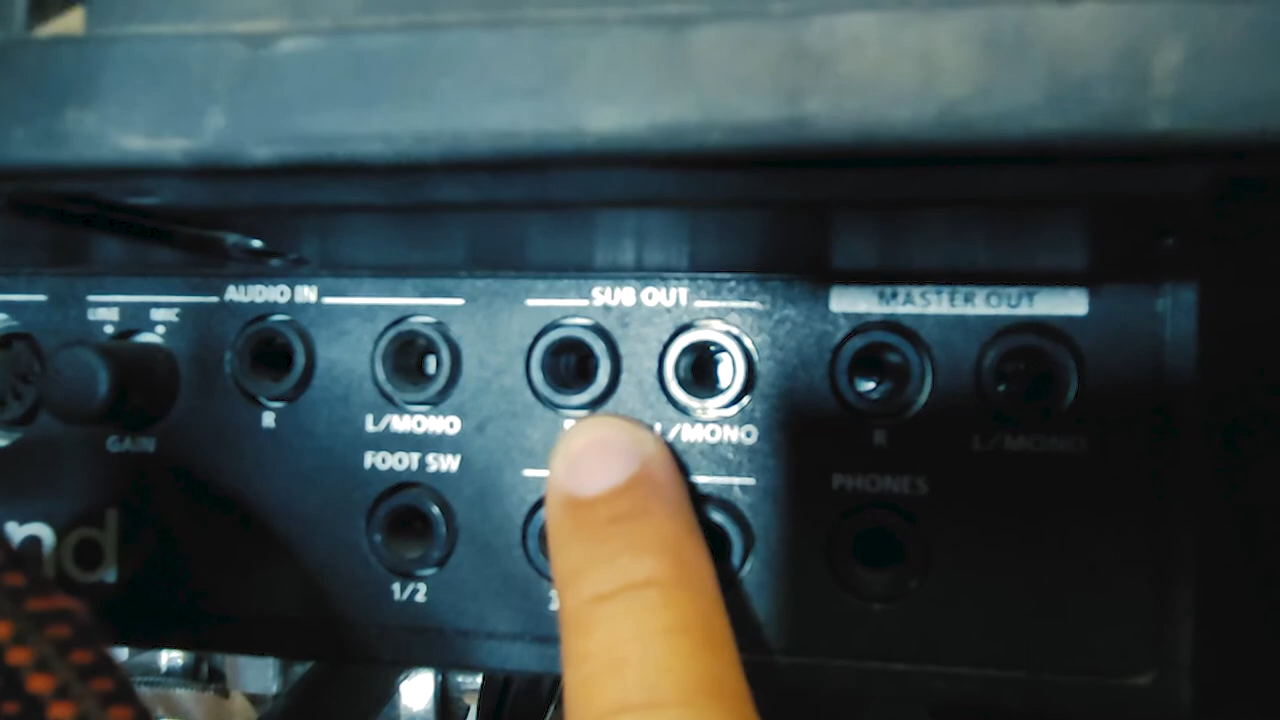 AUDIO IN
SUB OUT
MASTER OUT
LINE
MIC
R
L/MONO
L/MONO
R
L/MONO
GAIN
FOOT SW
PHONES
nd
1/2